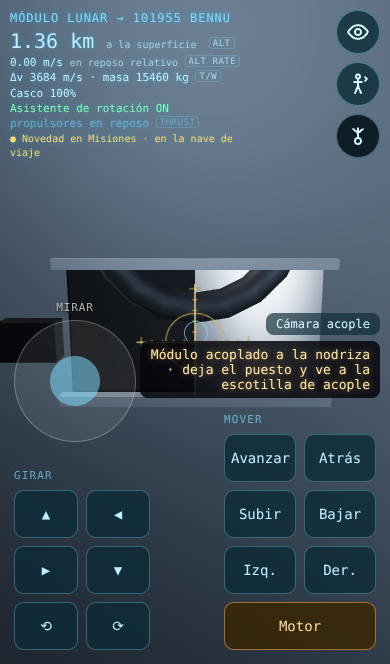 MÓDULO LUNAR → 101955 BENNU
1.36 km a la superficie ALT
0.00 m/s en reposo relativo ALT RATE
Δv 3684 m/s · masa 15460 kg T/W
Casco 100%
Asistente de rotación ON
propulsores en reposo THRUST
● Novedad en Misiones · en la nave de
viaje
MIRAR
Cámara acople
Módulo acoplado a la nodriza
· deja el puesto y ve a la
escotilla de acople
MOVER
Avanzar Atrás
GIRAR
▲ ◄ Subir Bajar
► ▼ Izq. Der.
⟲ ⟳ Motor